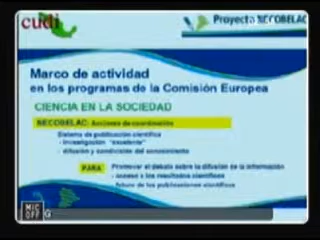 cudi
Proyecto NECOBELAC
Marco de actividad
en los programas de la Comisión Europea
CIENCIA EN LA SOCIEDAD
NECOBELAC: Acciones de coordinación
Sistema de publicación científica
- Investigación "excelente"
- difusión y condivisión del conocimiento
PARA
Promover el debate sobre la difusión de la información
- acceso a los resultados científicos
- futuro de las publicaciones científicas
MIC
OFF
G